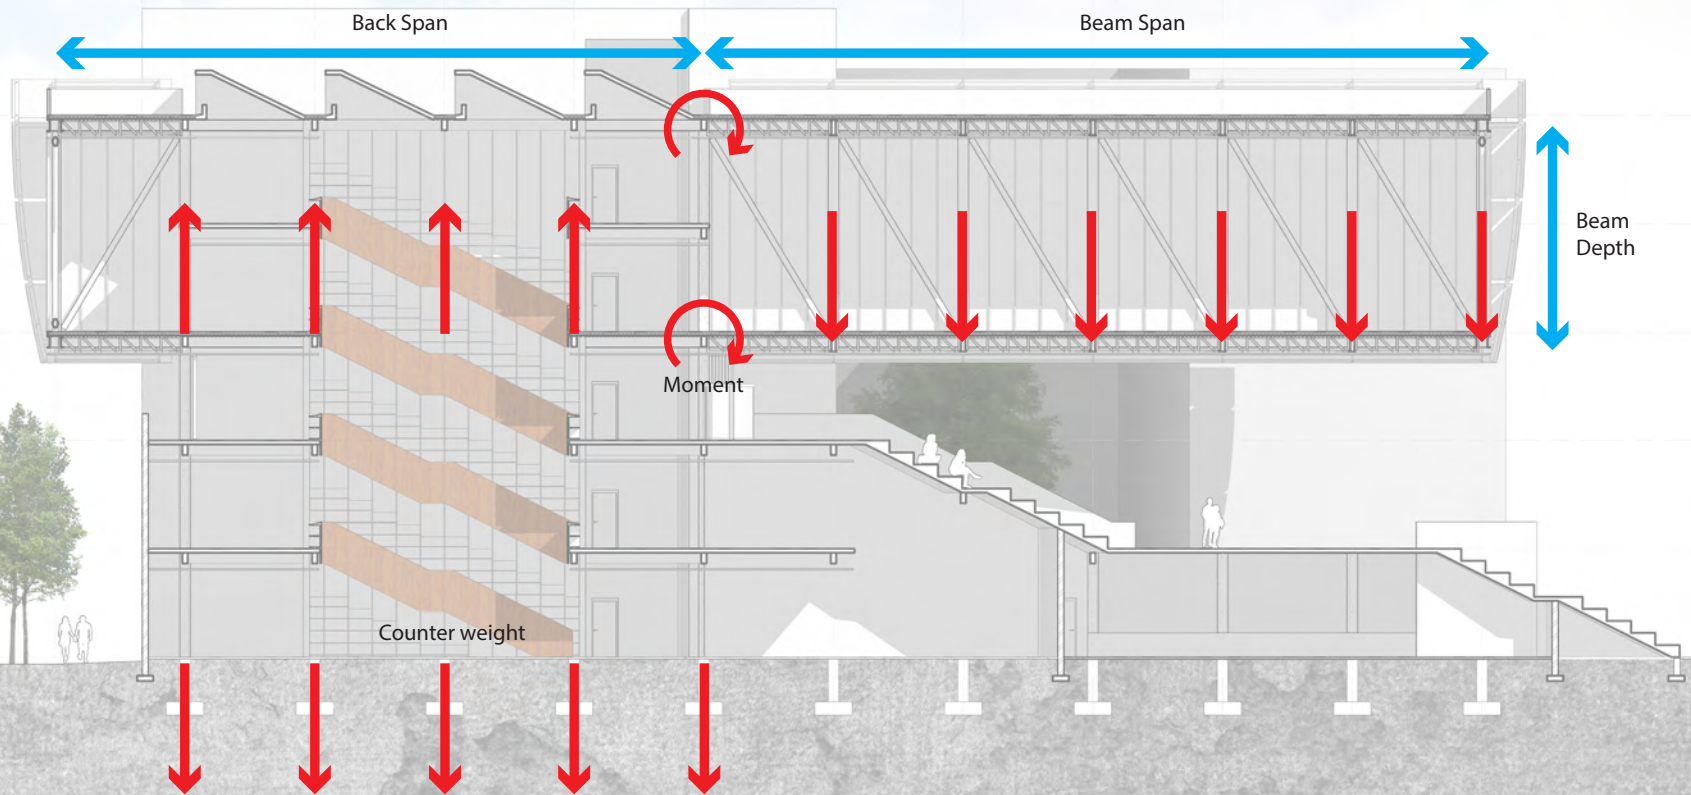 Back Span
Beam Span
Beam
Depth
Moment
Counter weight